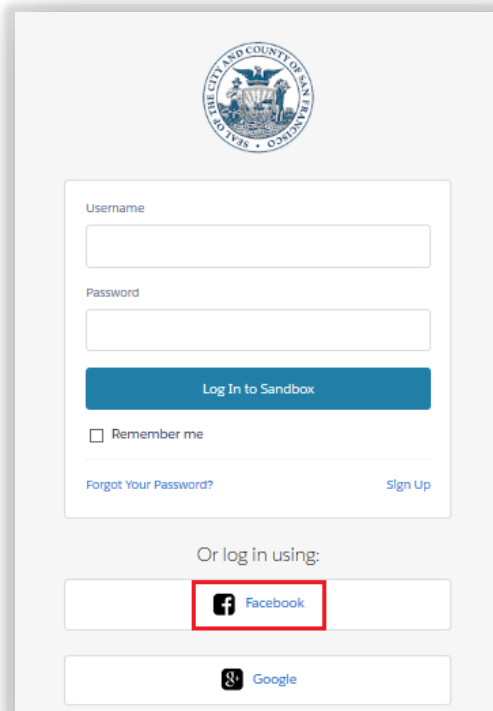 SEAL OF THE CITY AND COUNTY OF SAN FRANCISCO
Username
Password
Log In to Sandbox
Remember me
Forgot Your Password? Sign Up
Or log in using:
Facebook
Google